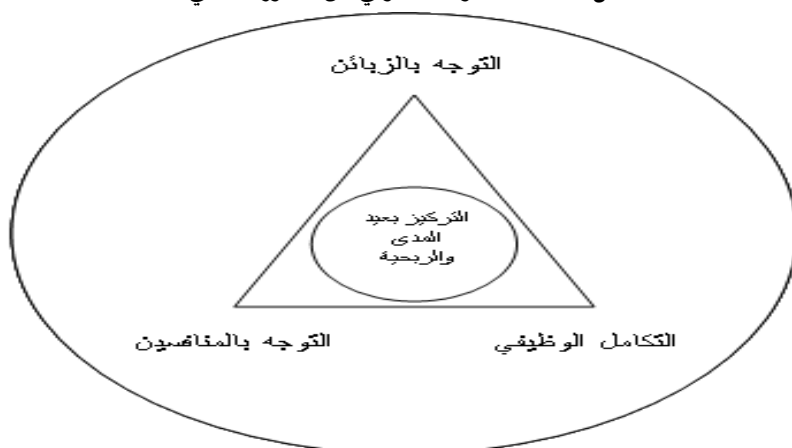 التوجه بالزبائن
التركيز بعيد
المدى
والربحية
التكامل الوظيفي
التوجه بالمنافسين